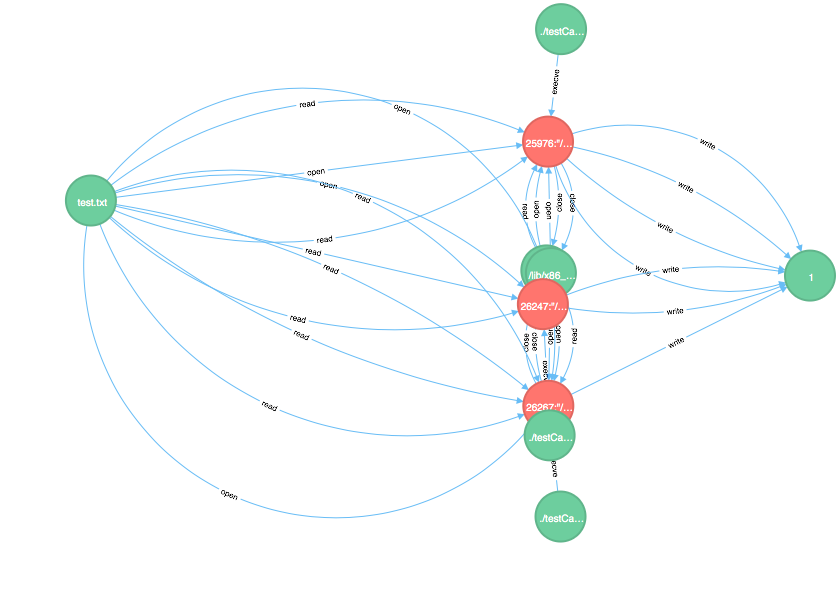 ./testCa...
execve
read
open
25976:"/...
write
open
write
open
read
test.txt
read
open
open
close
close
write
read
read
/lib/x86_...
write
write
1
26247:"/...
read
write
read
close
close
open
open
read
write
execve
26267:"/...
read
./testCa...
open
execve
./testCa...